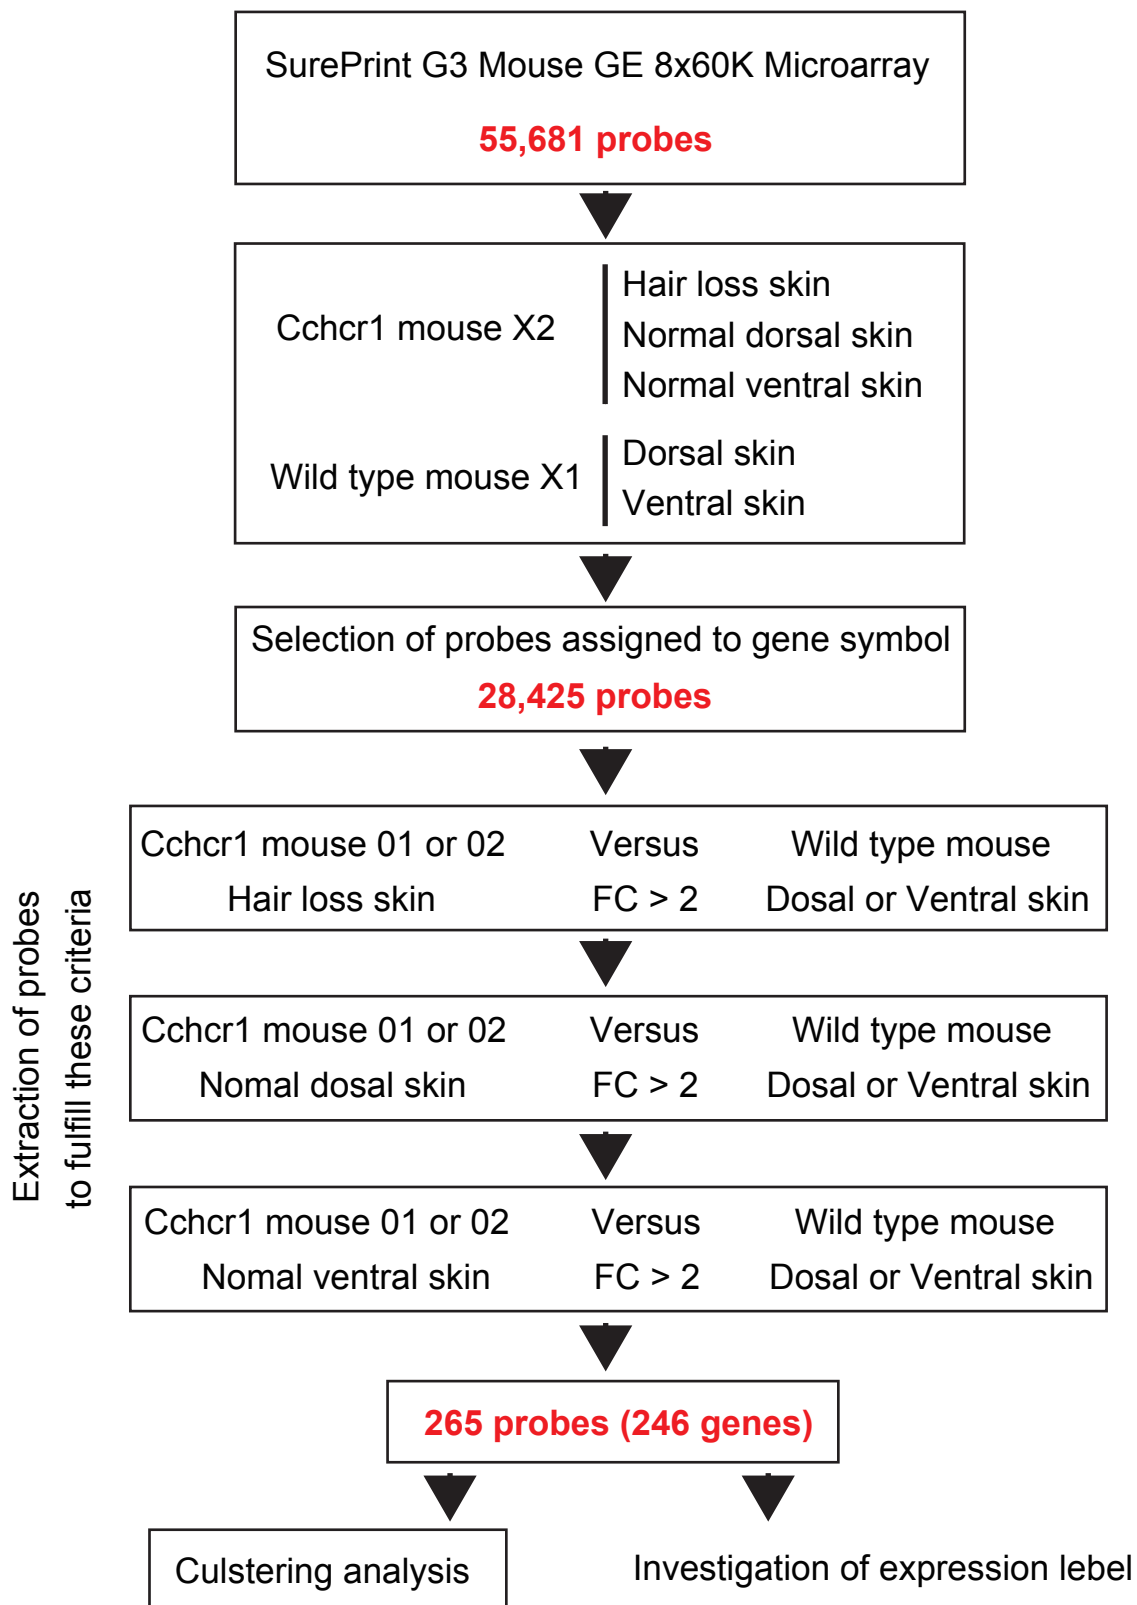 SurePrint G3 Mouse GE 8x60K Microarray
55,681 probes
Cchcr1 mouse X2
Hair loss skin
Normal dorsal skin
Normal ventral skin
Wild type mouse X1
Dorsal skin
Ventral skin
Selection of probes assigned to gene symbol
28,425 probes
Extraction of probes
to fulfill these criteria
Cchcr1 mouse 01 or 02 Versus Wild type mouse
Hair loss skin FC > 2 Dosal or Ventral skin
Cchcr1 mouse 01 or 02 Versus Wild type mouse
Nomal dosal skin FC > 2 Dosal or Ventral skin
Cchcr1 mouse 01 or 02 Versus Wild type mouse
Nomal ventral skin FC > 2 Dosal or Ventral skin
265 probes (246 genes)
Culstering analysis
Investigation of expression lebel